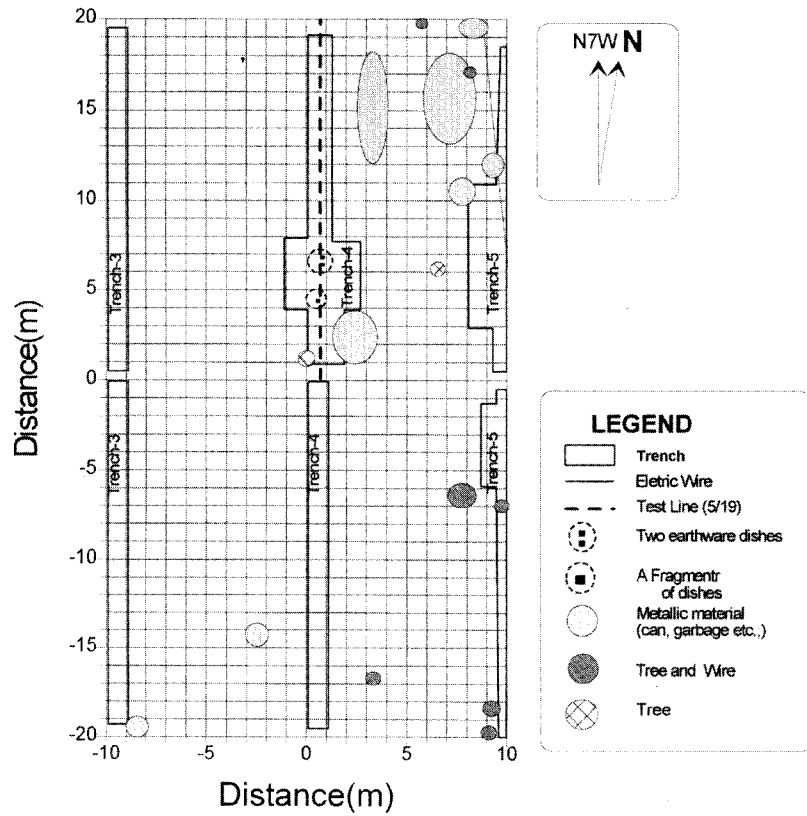 20
15
10
5
0
-5
-10
-15
-20
Distance(m)
-10
-5
0
5
10
Distance(m)
Trench-3
Trench-4
Trench-5
Trench-3
Trench-4
Trench-5
N7W N
LEGEND
Trench
Eletric Wire
Test Line (5/19)
Two earthware dishes
A Fragmentr
of dishes
Metallic material
(can, garbage etc.,)
Tree and Wire
Tree